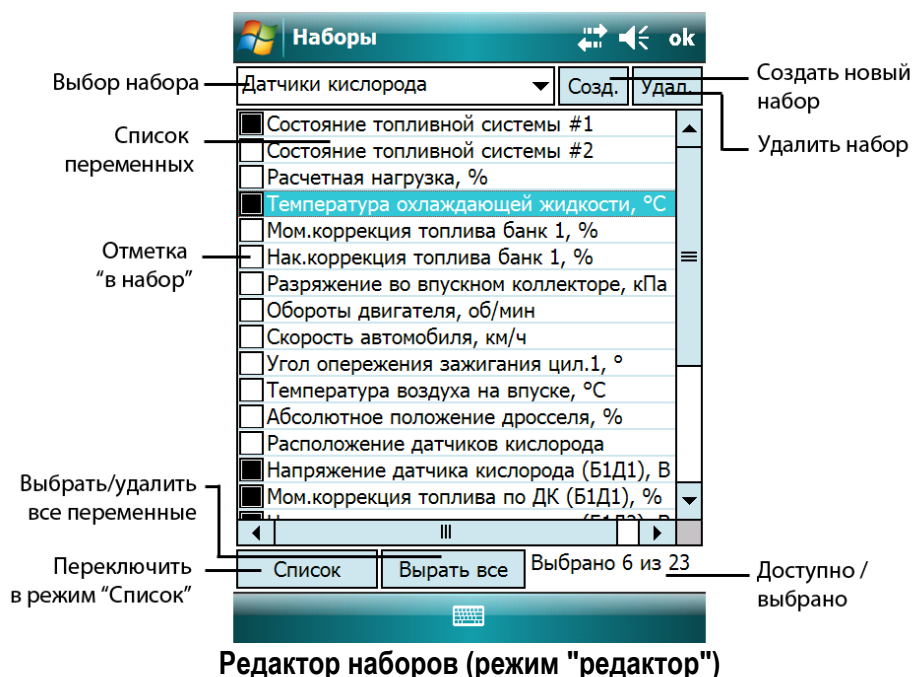 Наборы
ok
Выбор набора
Датчики кислорода
Созд.
Удал.
Создать новый
набор
Удалить набор
Список
переменных
Состояние топливной системы #1
Состояние топливной системы #2
Расчетная нагрузка, %
Температура охлаждающей жидкости, °C
Мом.коррекция топлива банк 1, %
Отметка
"в набор"
Нак.коррекция топлива банк 1, %
Разряжение во впускном коллекторе, кПа
Обороты двигателя, об/мин
Скорость автомобиля, км/ч
Угол опережения зажигания цил.1, °
Температура воздуха на впуске, °C
Абсолютное положение дросселя, %
Расположение датчиков кислорода
Напряжение датчика кислорода (Б1Д1), В
Мом.коррекция топлива по ДК (Б1Д1), %
Выбрать/удалить
все переменные
Переключить
в режим "Список"
Список
Вырать все
Выбрано 6 из 23
Доступно /
выбрано
Редактор наборов (режим "редактор")